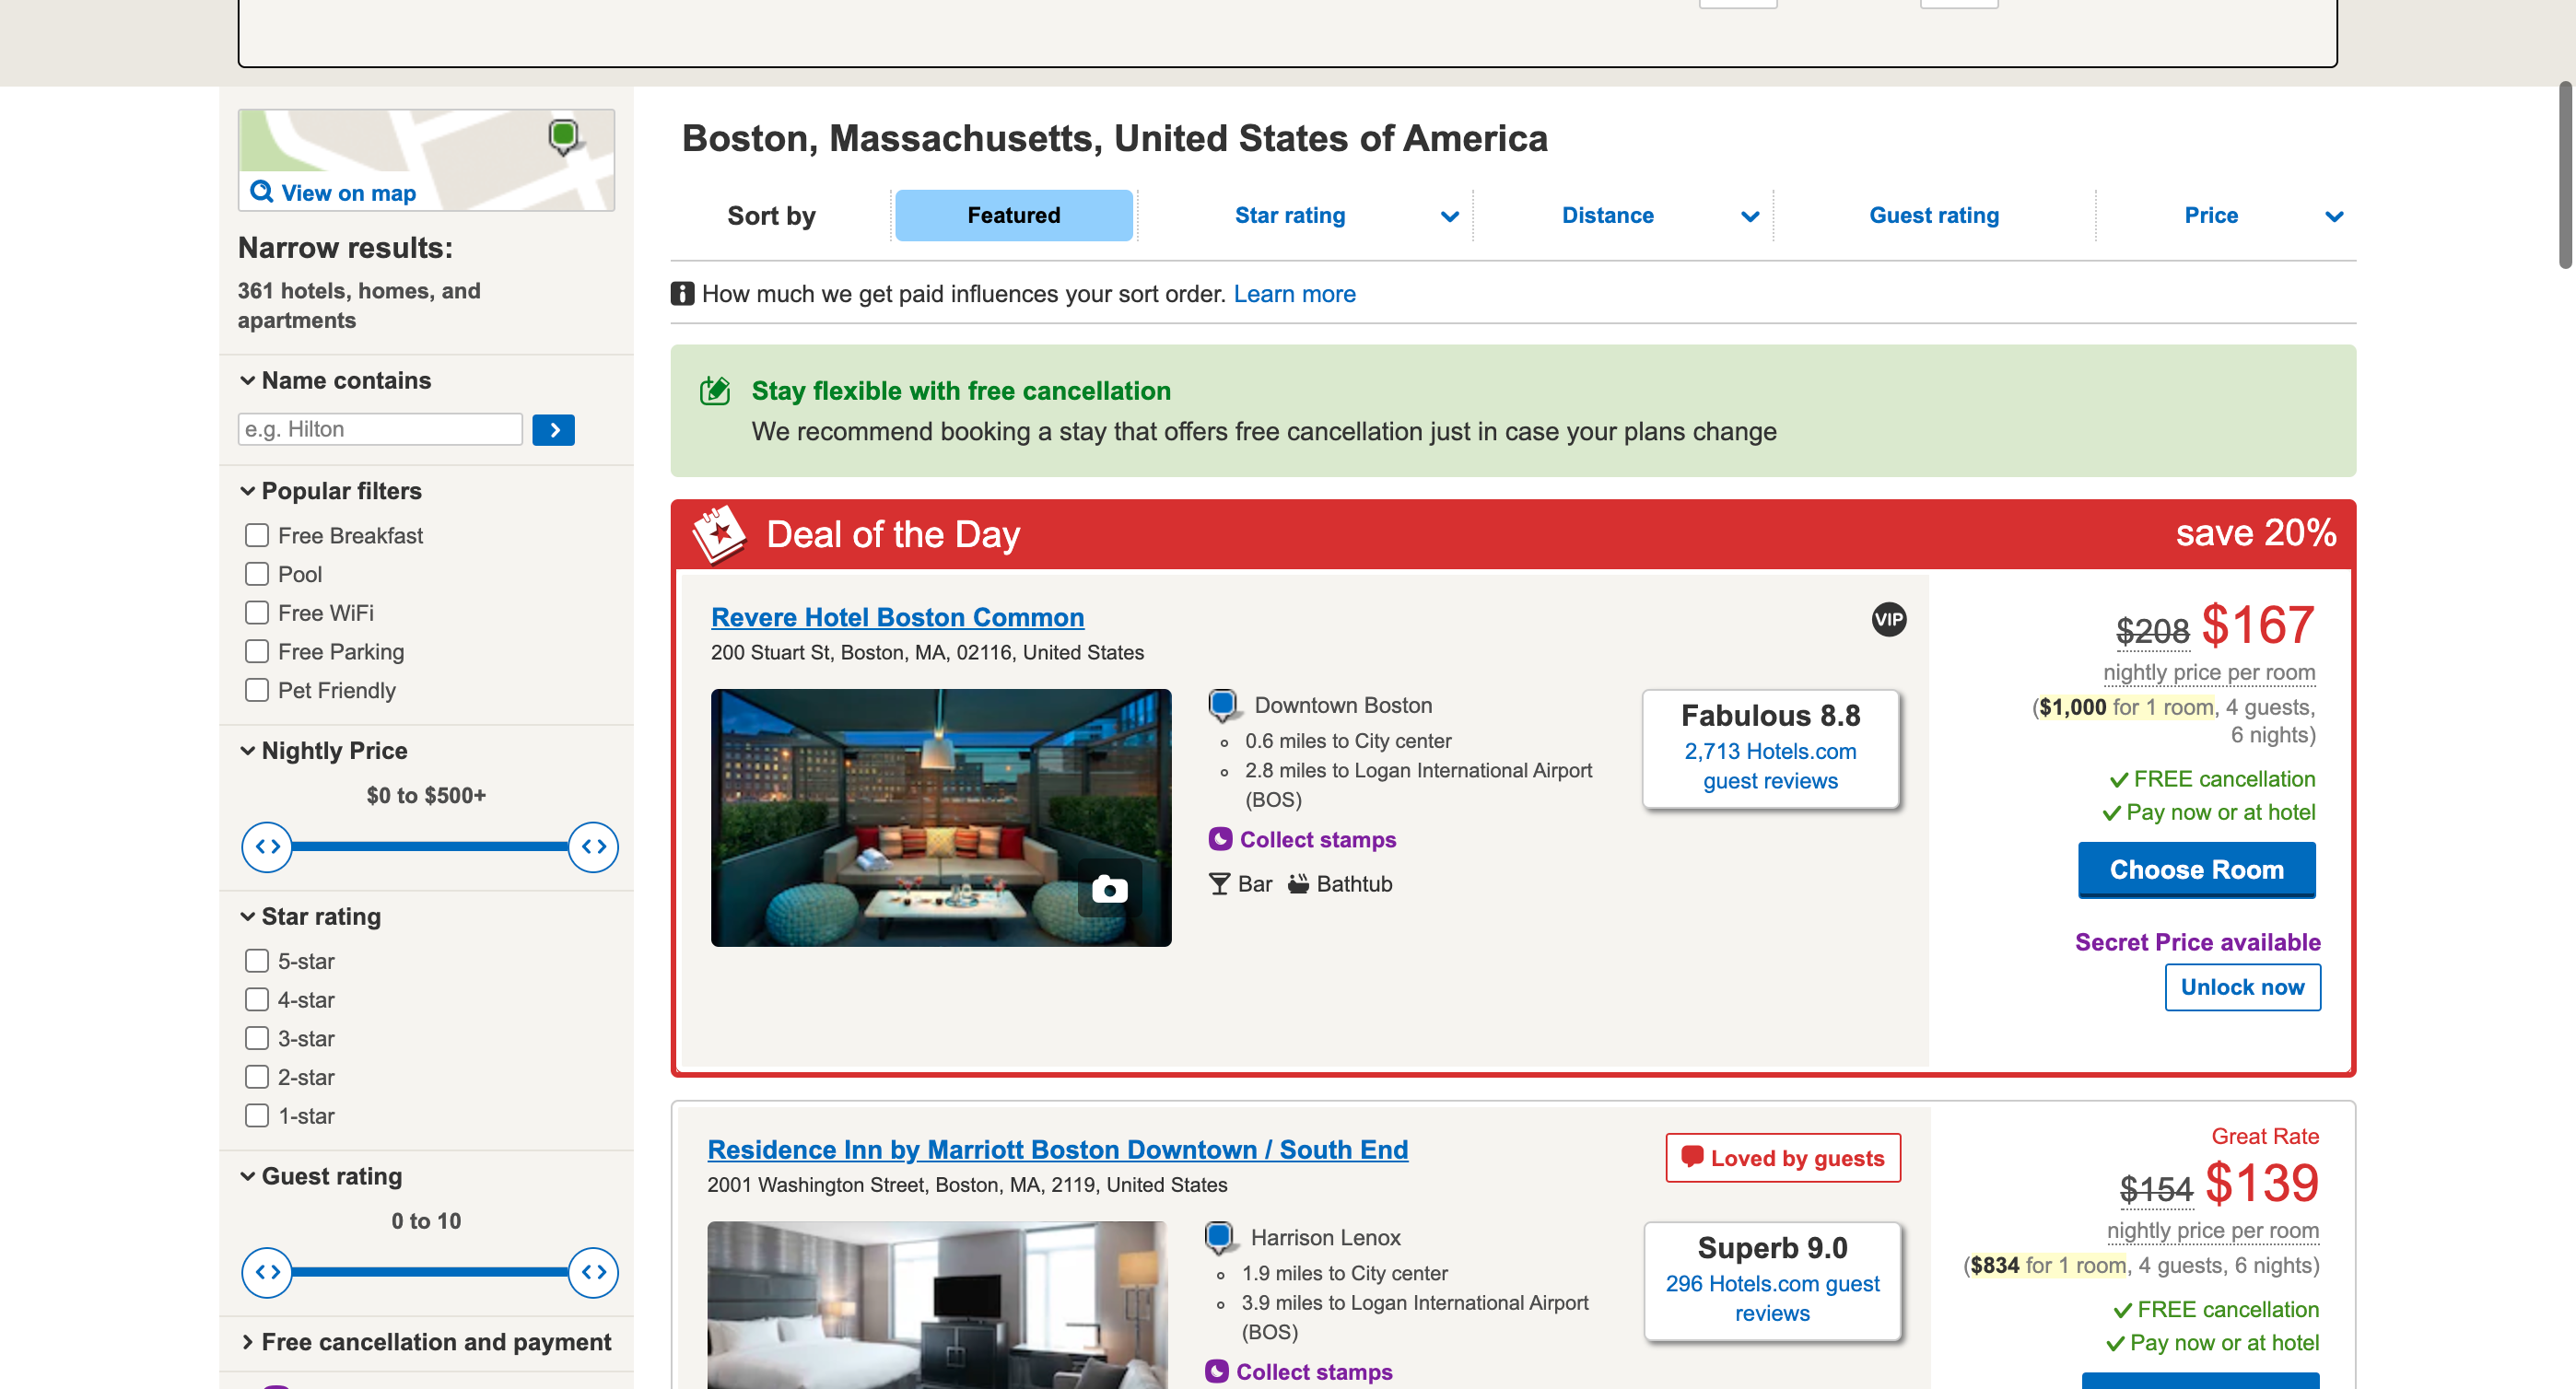 View on map
Narrow results:
361 hotels, homes, and
apartments
Name contains
e.g. Hilton
Popular filters
Free Breakfast
Pool
Free WiFi
Free Parking
Pet Friendly
Nightly Price
$0 to $500+
Star rating
5-star
4-star
3-star
2-star
1-star
Guest rating
0 to 10
Free cancellation and payment
Boston, Massachusetts, United States of America
Sort by Featured Star rating Distance Guest rating Price
How much we get paid influences your sort order. Learn more
Stay flexible with free cancellation
We recommend booking a stay that offers free cancellation just in case your plans change
Deal of the Day save 20%
Revere Hotel Boston Common
200 Stuart St, Boston, MA, 02116, United States
Downtown Boston
0.6 miles to City center
2.8 miles to Logan International Airport
(BOS)
Collect stamps
Bar Bathtub
VIP
Fabulous 8.8
2,713 Hotels.com
guest reviews
$208 $167
nightly price per room
($1,000 for 1 room, 4 guests,
6 nights)
FREE cancellation
Pay now or at hotel
Choose Room
Secret Price available
Unlock now
Residence Inn by Marriott Boston Downtown / South End
2001 Washington Street, Boston, MA, 2119, United States
Harrison Lenox
1.9 miles to City center
3.9 miles to Logan International Airport
(BOS)
Collect stamps
Loved by guests
Superb 9.0
296 Hotels.com guest
reviews
Great Rate
$154 $139
nightly price per room
($834 for 1 room, 4 guests, 6 nights)
FREE cancellation
Pay now or at hotel